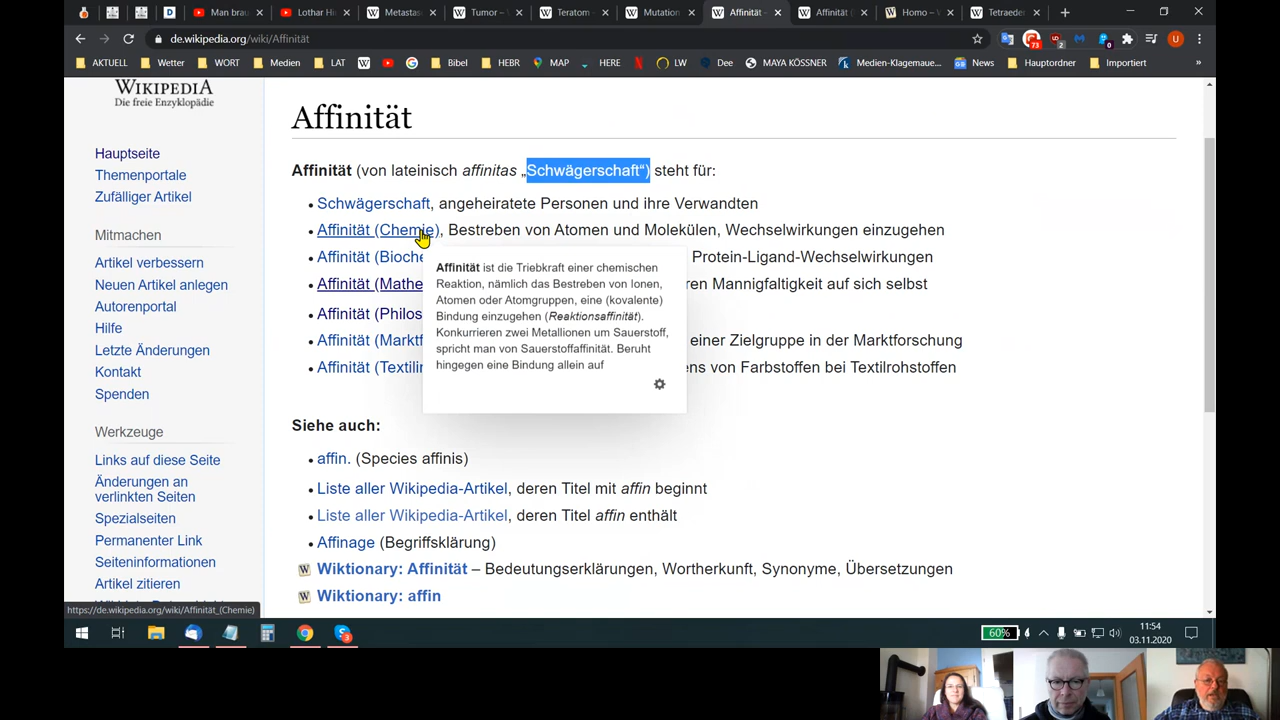 Man brau
Lothar Hi
Metastas
Tumor –
Teratom –
Mutation
Affinität –
Affinität (
Homo – V
Tetraede
de.wikipedia.org/wiki/Affinität
73
2
0
U
AKTUELL
Wetter
WORT
Medien
LAT
Bibel
HEBR
MAP
HERE
LW
Dee
MAYA KÖSSNER
Medien-Klagemaue...
News
Hauptordner
Importiert
»
WIKIPEDIA
Die freie Enzyklopädie
Hauptseite
Themenportale
Zufälliger Artikel
Mitmachen
Artikel verbessern
Neuen Artikel anlegen
Autorenportal
Hilfe
Letzte Änderungen
Kontakt
Spenden
Werkzeuge
Links auf diese Seite
Änderungen an
verlinkten Seiten
Spezialseiten
Permanenter Link
Seiteninformationen
Artikel zitieren
Affinität
Affinität (von lateinisch affinitas „Schwägerschaft“) steht für:
• Schwägerschaft, angeheiratete Personen und ihre Verwandten
• Affinität (Chemie), Bestreben von Atomen und Molekülen, Wechselwirkungen einzugehen
• Affinität (Bioche Protein-Ligand-Wechselwirkungen
• Affinität (Mathe ren Mannigfaltigkeit auf sich selbst
• Affinität (Philos
• Affinität (Marktf einer Zielgruppe in der Marktforschung
• Affinität (Textilin ens von Farbstoffen bei Textilrohstoffen
Affinität ist die Triebkraft einer chemischen
Reaktion, nämlich das Bestreben von Ionen,
Atomen oder Atomgruppen, eine (kovalente)
Bindung einzugehen (Reaktionsaffinität).
Konkurrieren zwei Metallionen um Sauerstoff,
spricht man von Sauerstoffaffinität. Beruht
hingegen eine Bindung allein auf
Siehe auch:
• affin. (Species affinis)
• Liste aller Wikipedia-Artikel, deren Titel mit affin beginnt
• Liste aller Wikipedia-Artikel, deren Titel affin enthält
• Affinage (Begriffsklärung)
W Wiktionary: Affinität – Bedeutungserklärungen, Wortherkunft, Synonyme, Übersetzungen
W Wiktionary: affin
https://de.wikipedia.org/wiki/Affinität_(Chemie)
60%
11:54
03.11.2020